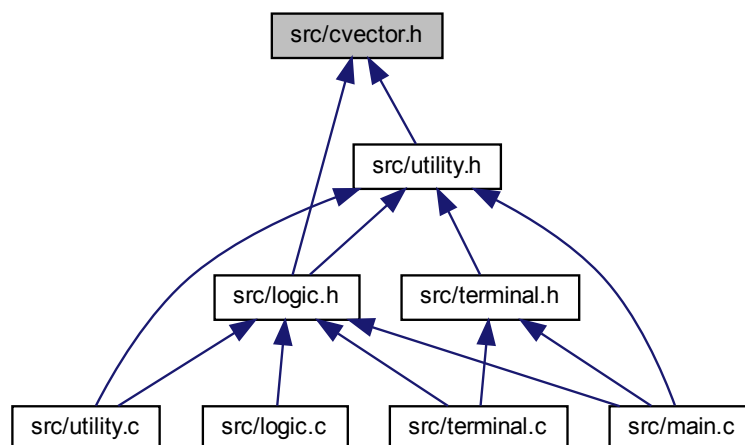 src/cvector.h
src/utility.h
src/logic.h
src/terminal.h
src/utility.c
src/logic.c
src/terminal.c
src/main.c